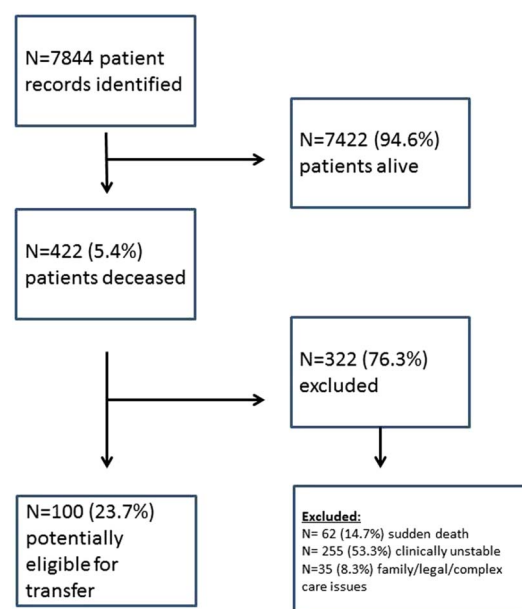 N=7844 patient
records identified
N=7422 (94.6%)
patients alive
N=422 (5.4%)
patients deceased
N=322 (76.3%)
excluded
N=100 (23.7%)
potentially
eligible for
transfer
Excluded:
N= 62 (14.7%) sudden death
N= 255 (53.3%) clinically unstable
N=35 (8.3%) family/legal/complex
care issues